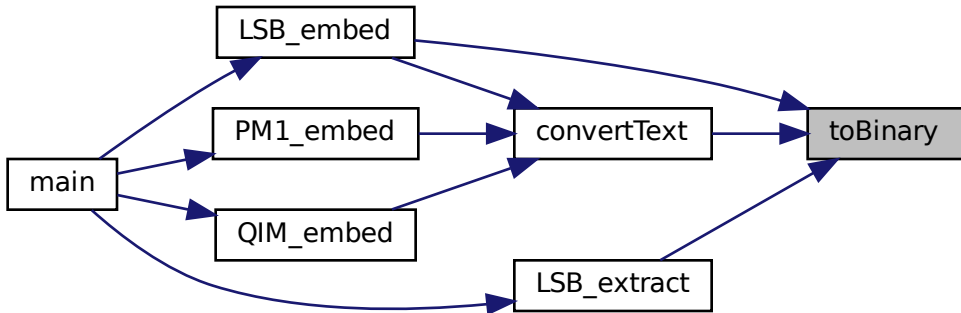 LSB_embed
PM1_embed
convertText
toBinary
main
QIM_embed
LSB_extract